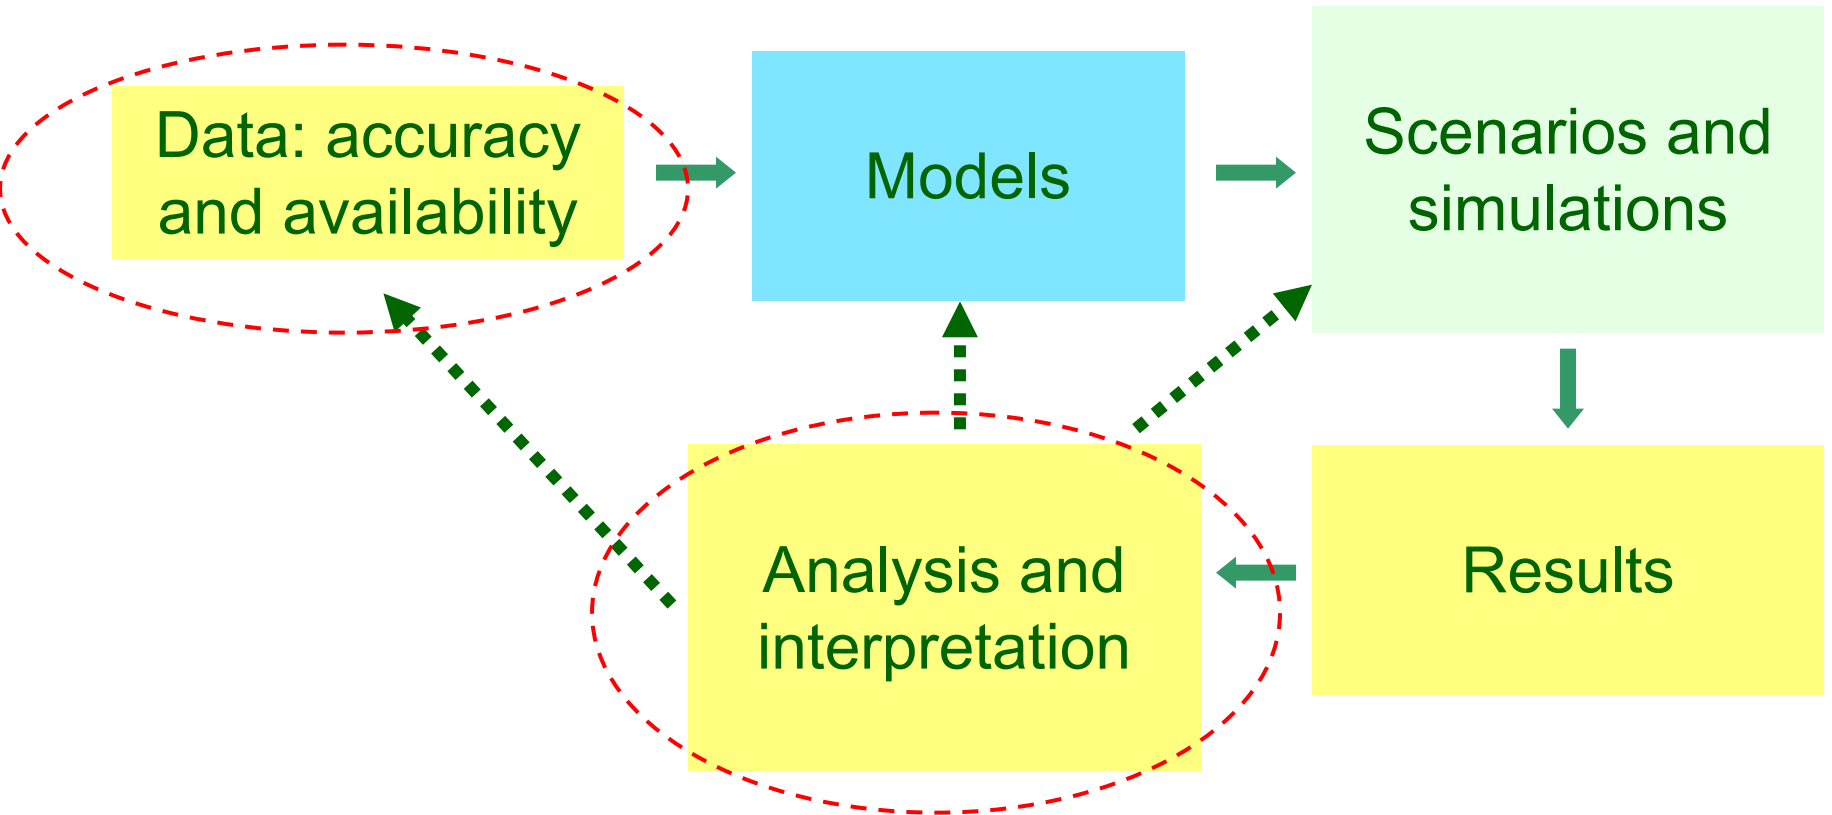 Data: accuracy
and availability
Models
Scenarios and
simulations
Analysis and
interpretation
Results